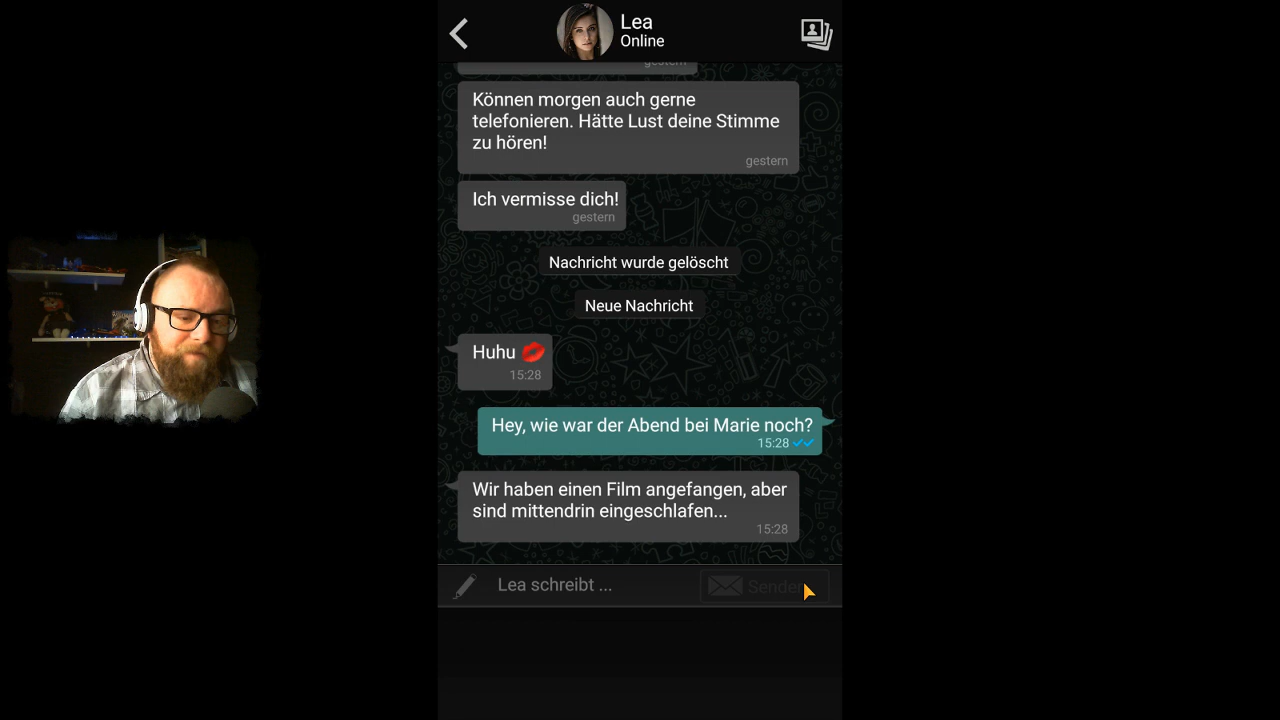 Lea
Online
gestern
Können morgen auch gerne
telefonieren. Hätte Lust deine Stimme
zu hören!
gestern
Ich vermisse dich!
gestern
Nachricht wurde gelöscht
Neue Nachricht
Huhu 💋
15:28
Hey, wie war der Abend bei Marie noch?
15:28
Wir haben einen Film angefangen, aber
sind mittendrin eingeschlafen...
15:28
Lea schreibt ...
Senden